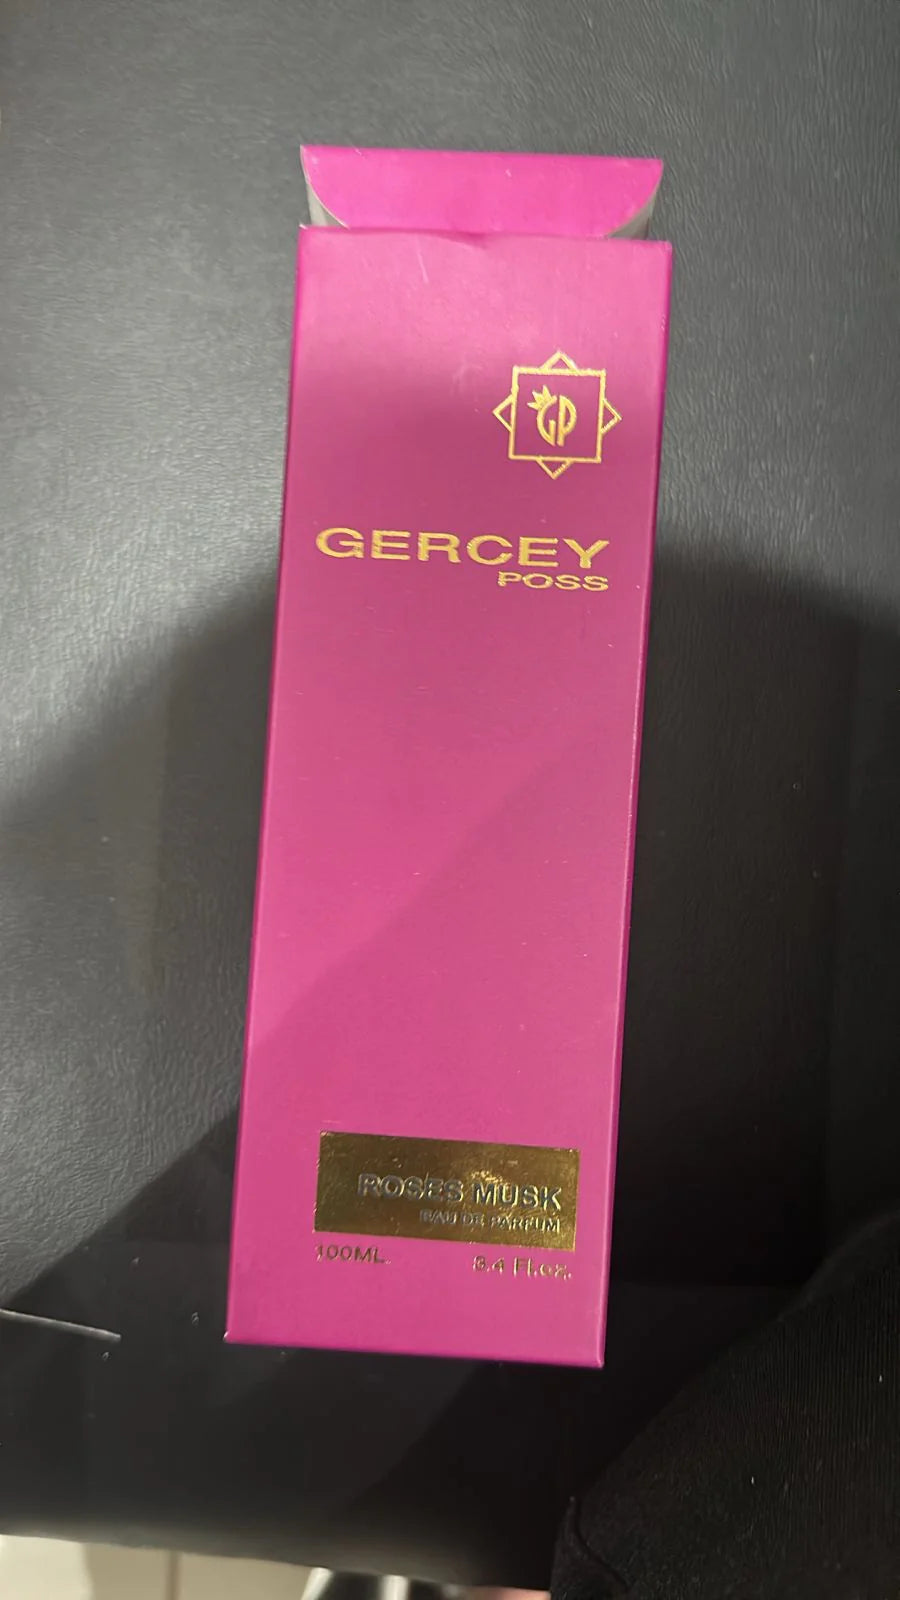 GP
GERCEY
POSS
ROSES MUSK
EAU DE PARFUM
100ML. 3.4 Fl.oz.